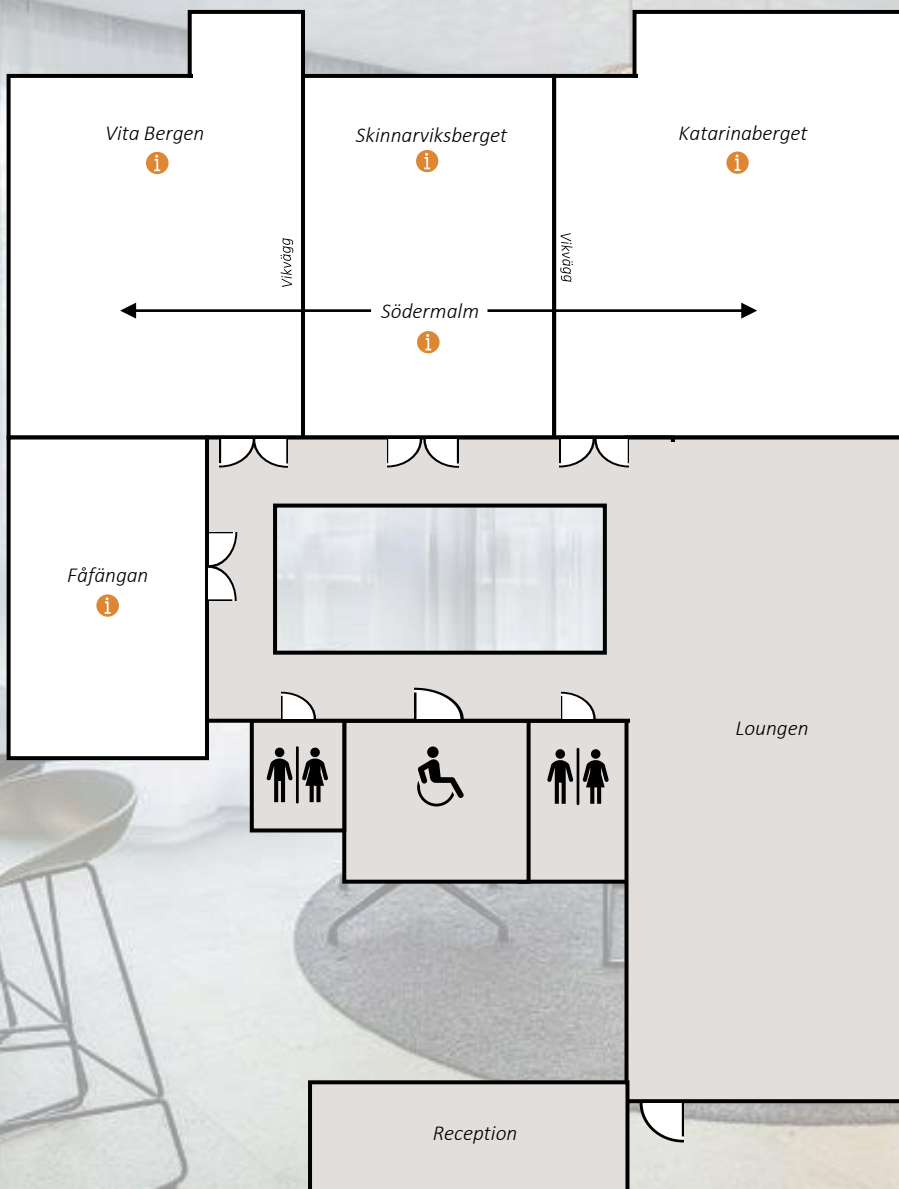 Vita Bergen
i
Skinnarviksberget
i
Katarinaberget
i
Vikvägg
Vikvägg
Södermalm
i
Fåfängan
i
Loungen
Reception